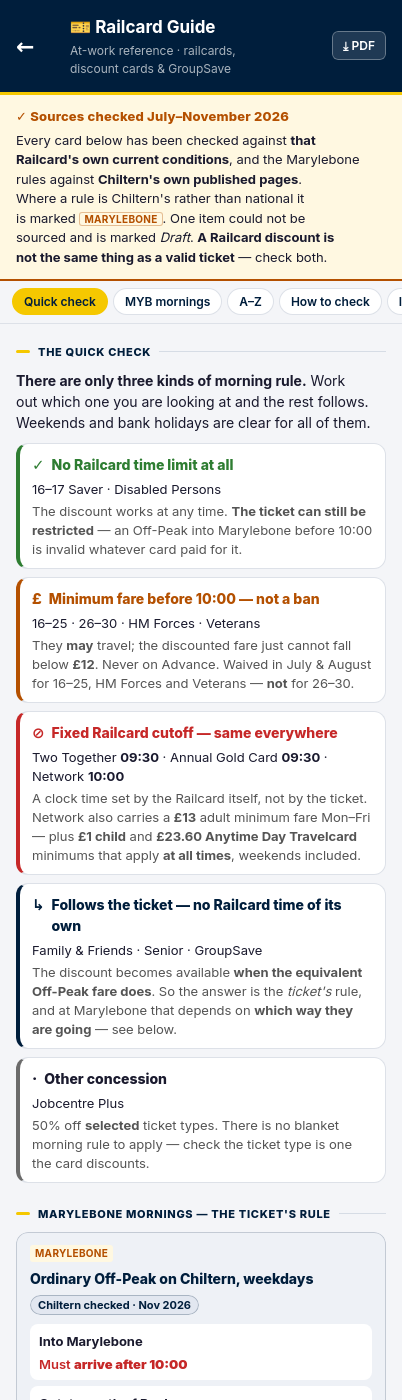 🎫 Railcard Guide
←
At-work reference · railcards,
discount cards & GroupSave
⤓ PDF
✓ Sources checked July–November 2026
Every card below has been checked against that
Railcard's own current conditions, and the Marylebone
rules against Chiltern's own published pages.
Where a rule is Chiltern's rather than national it
is marked MARYLEBONE. One item could not be
sourced and is marked Draft. A Railcard discount is
not the same thing as a valid ticket — check both.
Quick check
MYB mornings
A–Z
How to check
THE QUICK CHECK
There are only three kinds of morning rule. Work
out which one you are looking at and the rest follows.
Weekends and bank holidays are clear for all of them.
✓ No Railcard time limit at all
16–17 Saver · Disabled Persons
The discount works at any time. The ticket can still be
restricted — an Off-Peak into Marylebone before 10:00
is invalid whatever card paid for it.
£ Minimum fare before 10:00 — not a ban
16–25 · 26–30 · HM Forces · Veterans
They may travel; the discounted fare just cannot fall
below £12. Never on Advance. Waived in July & August
for 16–25, HM Forces and Veterans — not for 26–30.
⊘ Fixed Railcard cutoff — same everywhere
Two Together 09:30 · Annual Gold Card 09:30 ·
Network 10:00
A clock time set by the Railcard itself, not by the ticket.
Network also carries a £13 adult minimum fare Mon–Fri
— plus £1 child and £23.60 Anytime Day Travelcard
minimums that apply at all times, weekends included.
↳ Follows the ticket — no Railcard time of its
own
Family & Friends · Senior · GroupSave
The discount becomes available when the equivalent
Off-Peak fare does. So the answer is the ticket's rule,
and at Marylebone that depends on which way they
are going — see below.
· Other concession
Jobcentre Plus
50% off selected ticket types. There is no blanket
morning rule to apply — check the ticket type is one
the card discounts.
MARYLEBONE MORNINGS — THE TICKET'S RULE
MARYLEBONE
Ordinary Off-Peak on Chiltern, weekdays
Chiltern checked · Nov 2026
Into Marylebone
Must arrive after 10:00